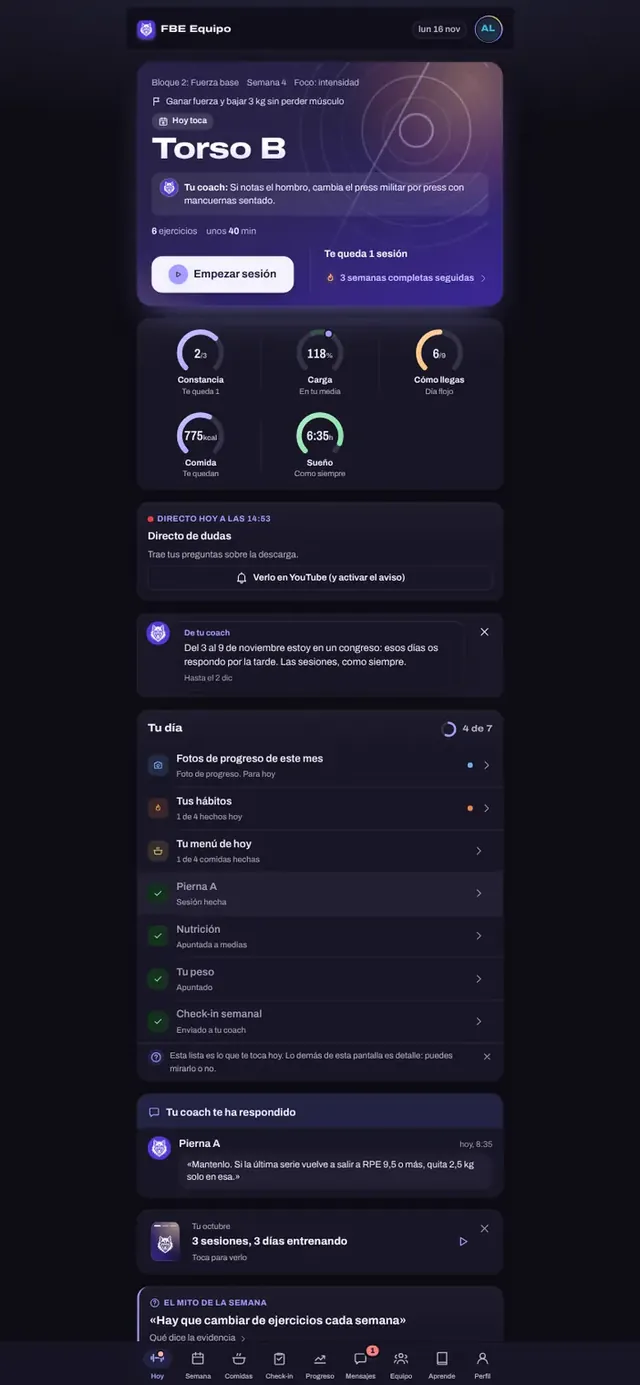 FBE Equipo
lun 16 nov
AL
Bloque 2: Fuerza base Semana 4 Foco: intensidad
Ganar fuerza y bajar 3 kg sin perder músculo
Hoy toca
Torso B
Tu coach: Si notas el hombro, cambia el press militar por press con
mancuernas sentado.
6 ejercicios unos 40 min
Empezar sesión
Te queda 1 sesión
3 semanas completas seguidas
2/3
Constancia
Te queda 1
118%
Carga
En tu media
6/9
Cómo llegas
Día flojo
775kcal
Comida
Te quedan
6:35h
Sueño
Como siempre
DIRECTO HOY A LAS 14:53
Directo de dudas
Trae tus preguntas sobre la descarga.
Verlo en YouTube (y activar el aviso)
De tu coach
Del 3 al 9 de noviembre estoy en un congreso: esos días os
respondo por la tarde. Las sesiones, como siempre.
Hasta el 2 dic
Tu día
4 de 7
Fotos de progreso de este mes
Foto de progreso. Para hoy
Tus hábitos
1 de 4 hechos hoy
Tu menú de hoy
1 de 4 comidas hechas
Pierna A
Sesión hecha
Nutrición
Apuntada a medias
Tu peso
Apuntado
Check-in semanal
Enviado a tu coach
Esta lista es lo que te toca hoy. Lo demás de esta pantalla es detalle: puedes
mirarlo o no.
Tu coach te ha respondido
Pierna A
hoy, 8:35
«Mantenlo. Si la última serie vuelve a salir a RPE 9,5 o más, quita 2,5 kg
solo en esa.»
Tu octubre
3 sesiones, 3 días entrenando
Toca para verlo
EL MITO DE LA SEMANA
«Hay que cambiar de ejercicios cada semana»
Qué dice la evidencia
1
Hoy
Semana
Comidas
Check-in
Progreso
Mensajes
Equipo
Aprende
Perfil